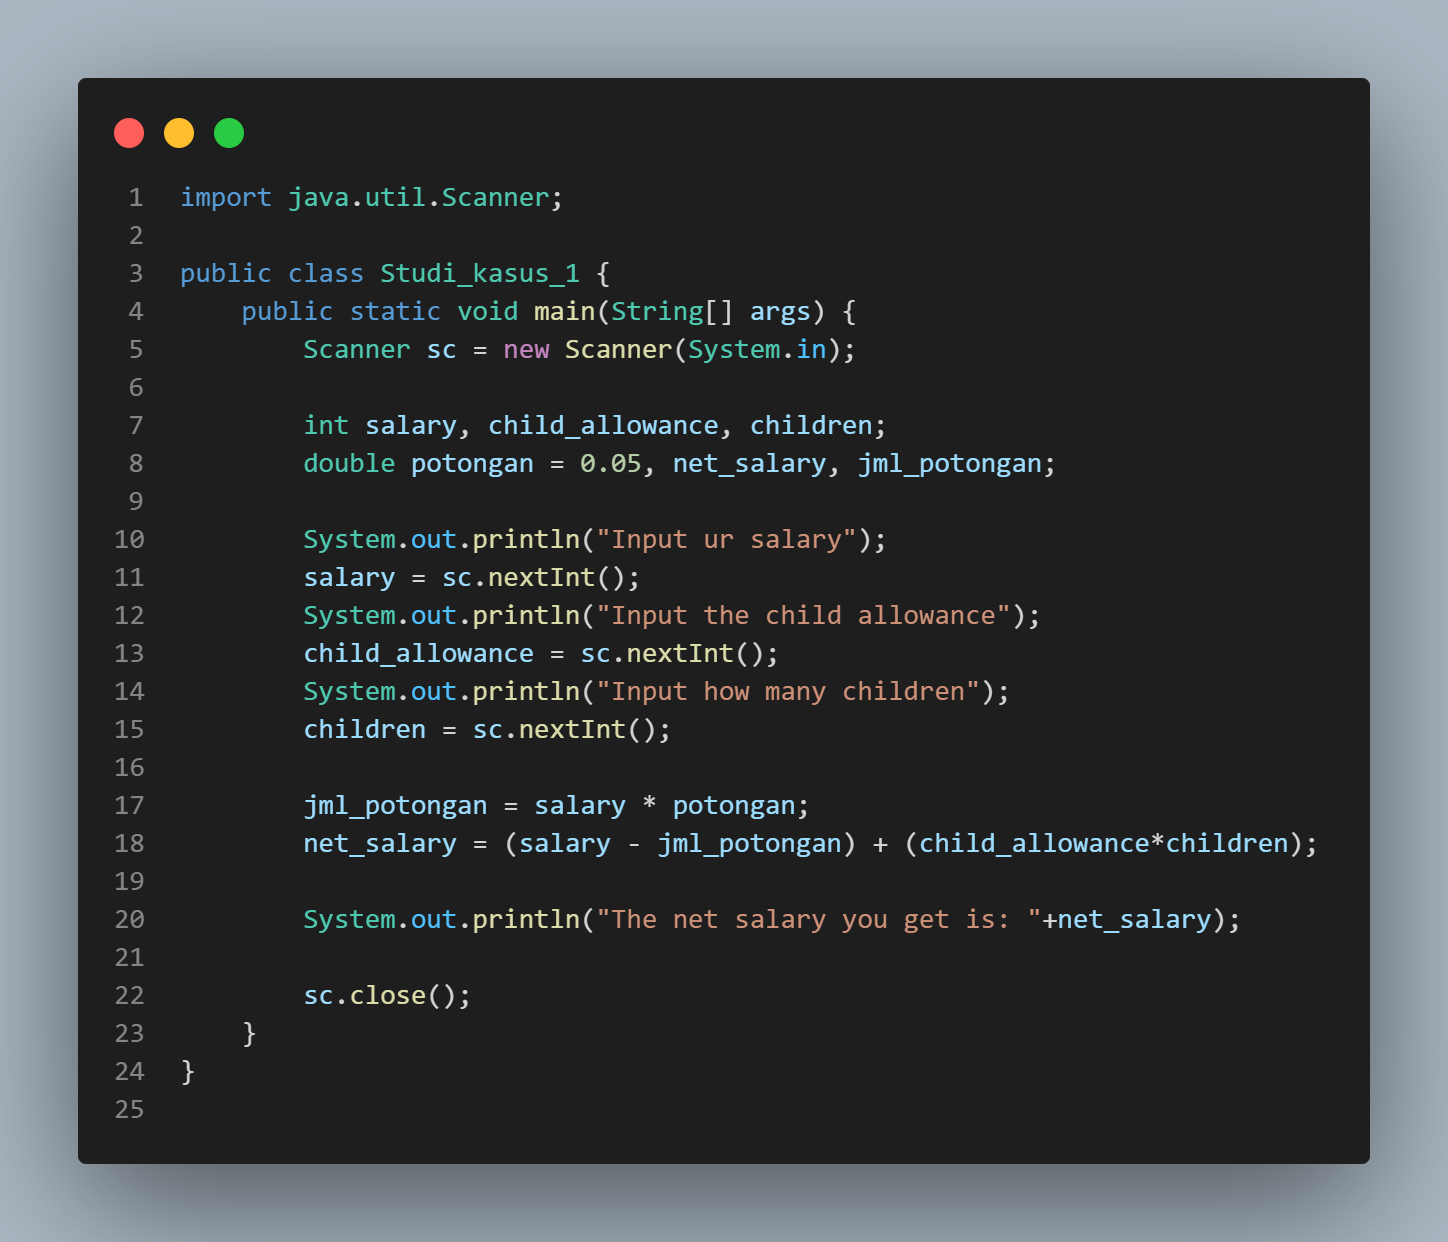 1 import java.util.Scanner;
2
3 public class Studi_kasus_1 {
4     public static void main(String[] args) {
5         Scanner sc = new Scanner(System.in);
6
7         int salary, child_allowance, children;
8         double potongan = 0.05, net_salary, jml_potongan;
9
10         System.out.println("Input ur salary");
11         salary = sc.nextInt();
12         System.out.println("Input the child allowance");
13         child_allowance = sc.nextInt();
14         System.out.println("Input how many children");
15         children = sc.nextInt();
16
17         jml_potongan = salary * potongan;
18         net_salary = (salary - jml_potongan) + (child_allowance*children);
19
20         System.out.println("The net salary you get is: "+net_salary);
21
22         sc.close();
23     }
24 }
25